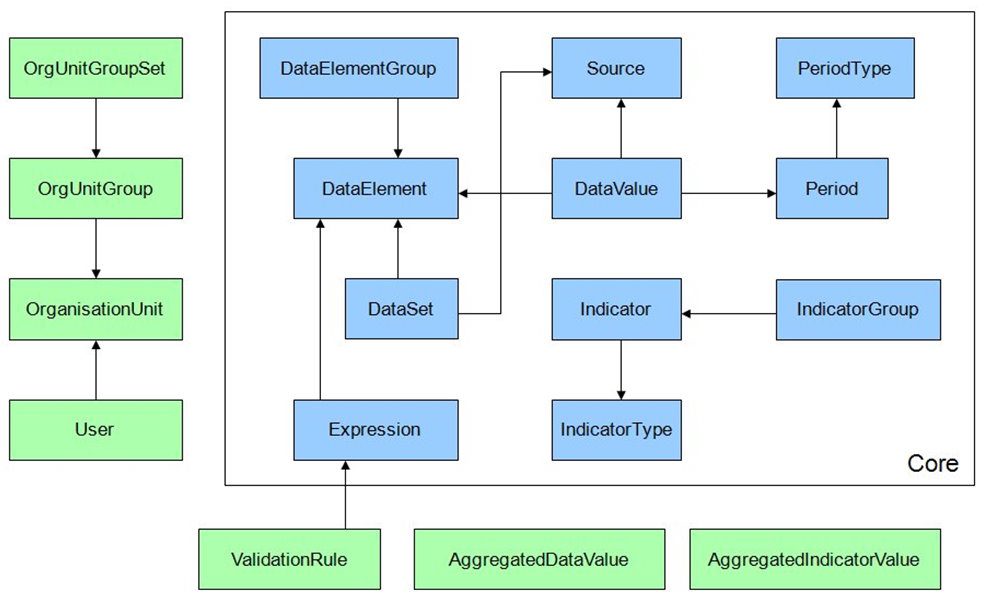 OrgUnitGroupSet
DataElementGroup
Source
PeriodType
OrgUnitGroup
DataElement
DataValue
Period
OrganisationUnit
DataSet
Indicator
IndicatorGroup
User
Expression
IndicatorType
Core
ValidationRule
AggregatedDataValue
AggregatedIndicatorValue